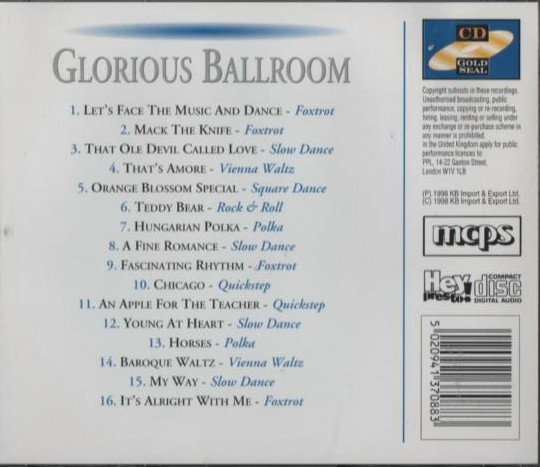 GLORIOUS BALLROOM
1. LET'S FACE THE MUSIC AND DANCE - Foxtrot
2. MACK THE KNIFE - Foxtrot
3. THAT OLE DEVIL CALLED LOVE - Slow Dance
4. THAT'S AMORE - Vienna Waltz
5. ORANGE BLOSSOM SPECIAL - Square Dance
6. TEDDY BEAR - Rock & Roll
7. HUNGARIAN POLKA - Polka
8. A FINE ROMANCE - Slow Dance
9. FASCINATING RHYTHM - Foxtrot
10. CHICAGO - Quickstep
11. AN APPLE FOR THE TEACHER - Quickstep
12. YOUNG AT HEART - Slow Dance
13. HORSES - Polka
14. BAROQUE WALTZ - Vienna Waltz
15. MY WAY - Slow Dance
16. IT'S ALRIGHT WITH ME - Foxtrot
CD
GOLD
SEAL
Copyright subsists in these recordings.
Unauthorised broadcasting, public
performance, copying or re-recording,
hiring, leasing, renting or selling under
any exchange or re-purchase scheme in
any manner is prohibited.
In the United Kingdom apply for public
performance licences to:
PPL, 14-22 Ganton Street,
London W1V 1LB
(P) 1998 KB Import & Export Ltd.
(C) 1998 KB Import & Export Ltd.
mcps
Hey
presto!
COMPACT
disc
DIGITAL AUDIO
5 020941 370883